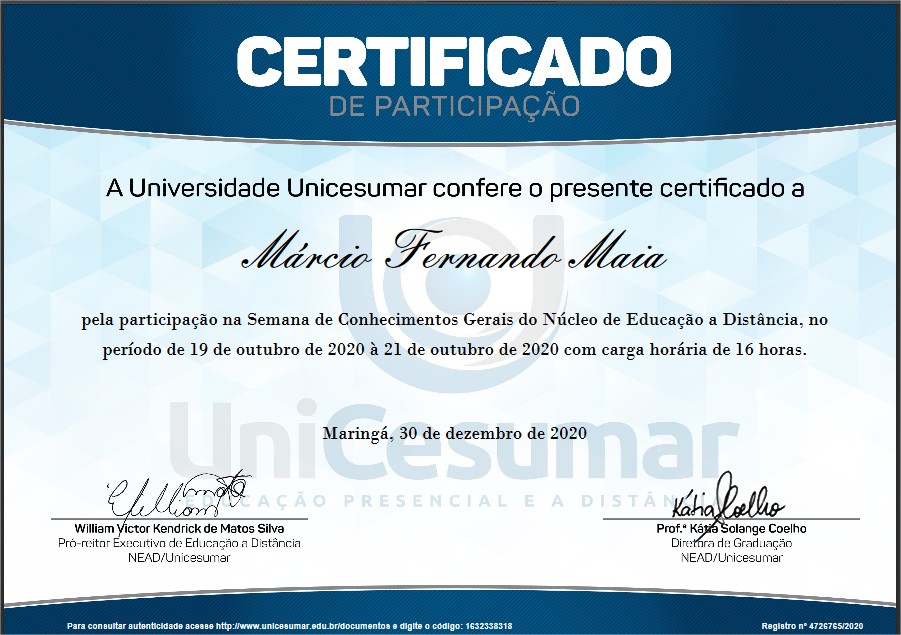 CERTIFICADO
DE PARTICIPAÇÃO
A Universidade Unicesumar confere o presente certificado a
Márcio Fernando Maia
pela participação na Semana de Conhecimentos Gerais do Núcleo de Educação a Distância, no
período de 19 de outubro de 2020 à 21 de outubro de 2020 com carga horária de 16 horas.
Maringá, 30 de dezembro de 2020
UniCesumar
EDUCAÇÃO PRESENCIAL E A DISTÂN
Kátia Coelho
William Victor Kendrick de Matos Silva
Pró-reitor Executivo de Educação a Distância
NEAD/Unicesumar
Prof.ª Kátia Solange Coelho
Diretora de Graduação
NEAD/Unicesumar
Para consultar autenticidade acesse http://www.unicesumar.edu.br/documentos e digite o código: 1632338318
Registro nº 4726765/2020